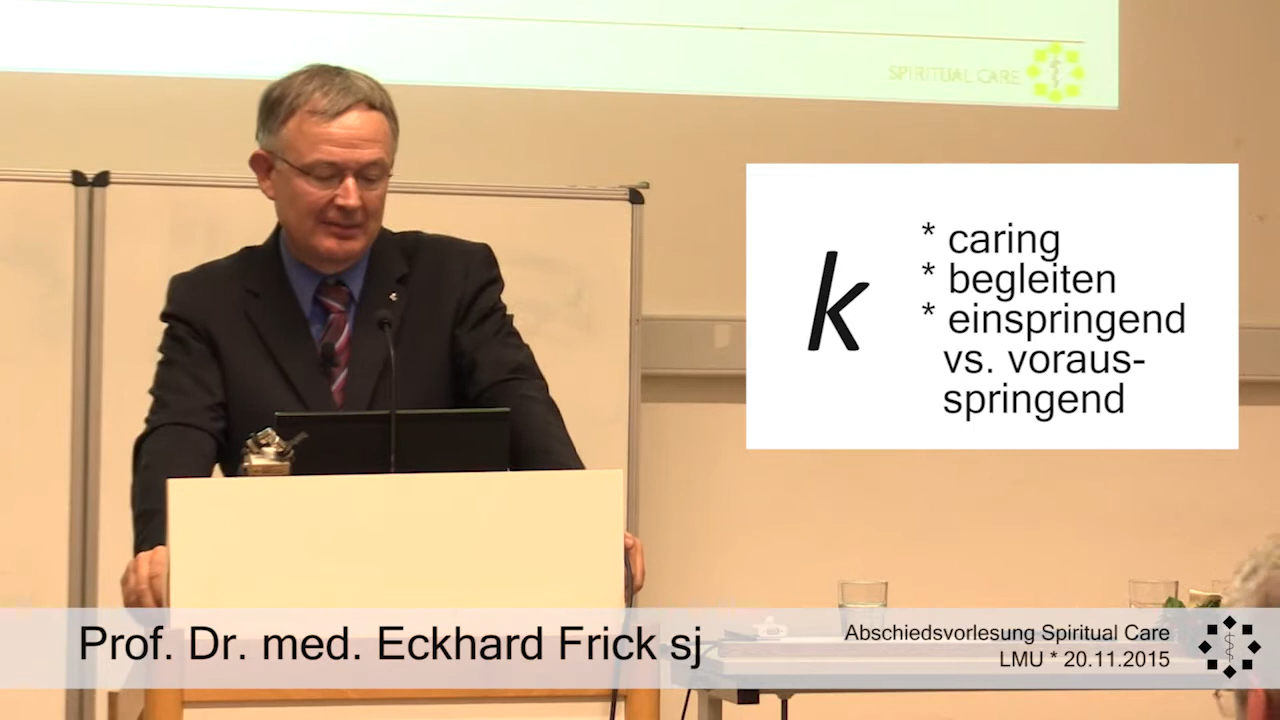 SPIRITUAL CARE
k
* caring
* begleiten
* einspringend
vs. voraus-
springend
Prof. Dr. med. Eckhard Frick sj
Abschiedsvorlesung Spiritual Care
LMU * 20.11.2015